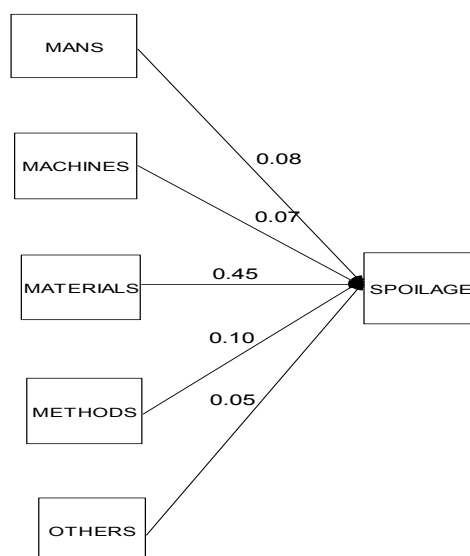 MANS
0.08
MACHINES
0.07
MATERIALS
0.45
SPOILAGE
METHODS
0.10
0.05
OTHERS